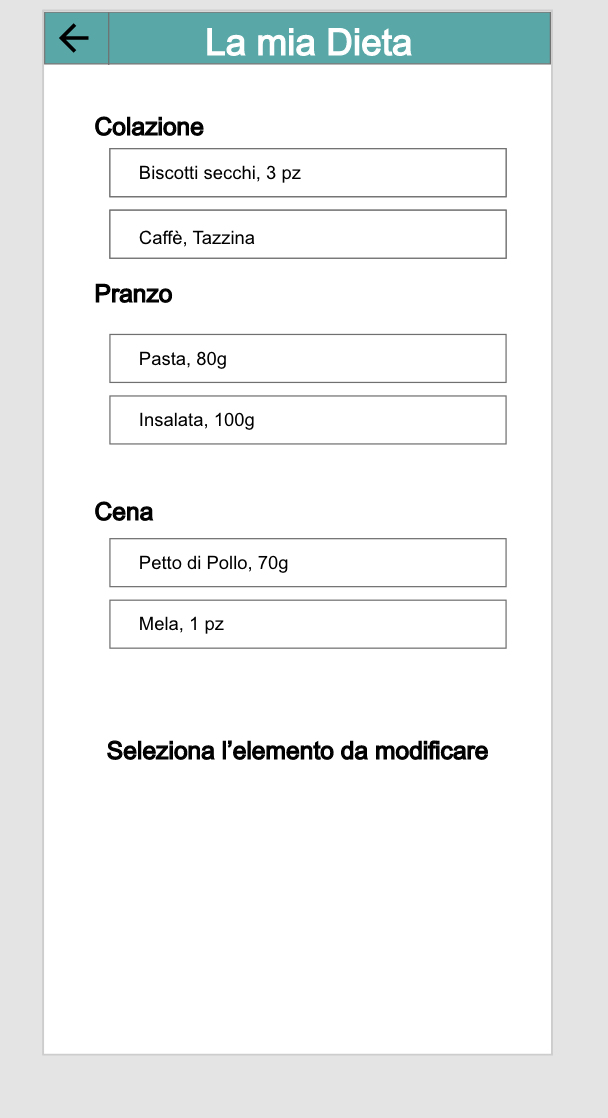 La mia Dieta
Colazione
Biscotti secchi, 3 pz
Caffè, Tazzina
Pranzo
Pasta, 80g
Insalata, 100g
Cena
Petto di Pollo, 70g
Mela, 1 pz
Seleziona l’elemento da modificare